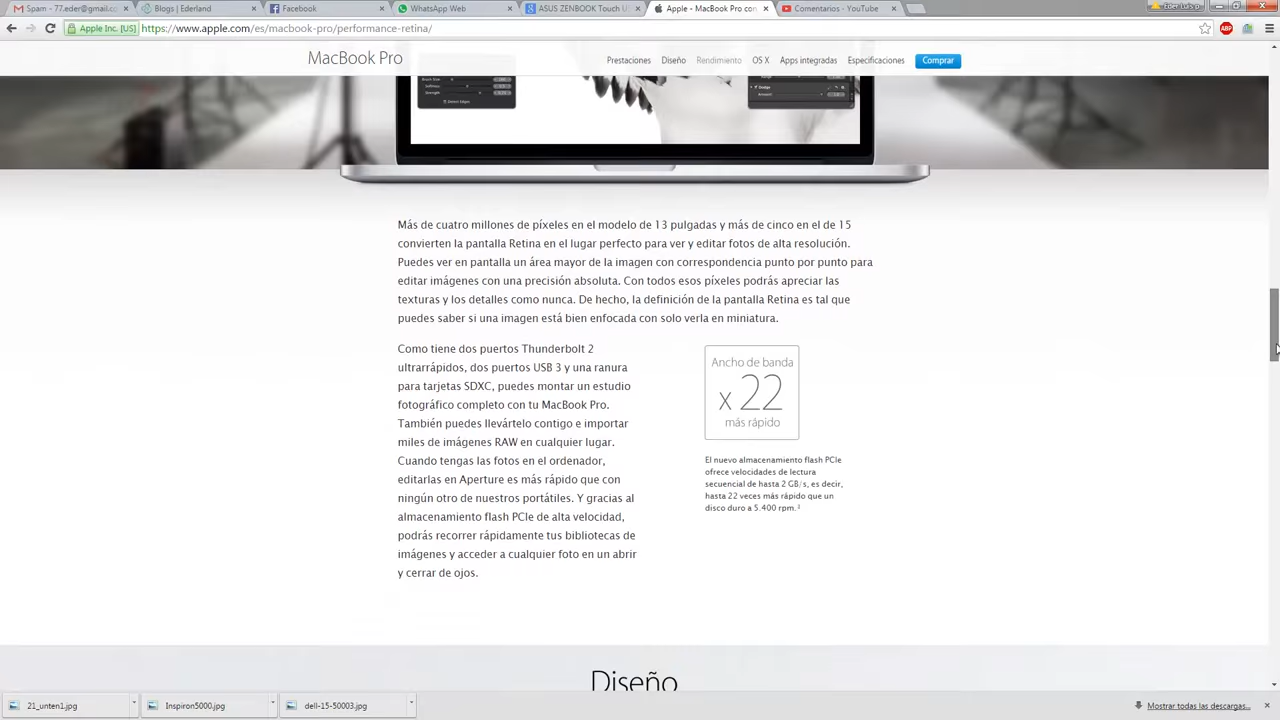 Spam - 77.eder@gmail.co
Blogs | Ederland
Facebook
WhatsApp Web
ASUS ZENBOOK Touch U
Apple - MacBook Pro con
Comentarios - YouTube
Apple Inc. [US]
https://www.apple.com/es/macbook-pro/performance-retina/
ABP
MacBook Pro
Prestaciones
Diseño
Rendimiento
OS X
Apps integradas
Especificaciones
Comprar
Más de cuatro millones de píxeles en el modelo de 13 pulgadas y más de cinco en el de 15
convierten la pantalla Retina en el lugar perfecto para ver y editar fotos de alta resolución.
Puedes ver en pantalla un área mayor de la imagen con correspondencia punto por punto para
editar imágenes con una precisión absoluta. Con todos esos píxeles podrás apreciar las
texturas y los detalles como nunca. De hecho, la definición de la pantalla Retina es tal que
puedes saber si una imagen está bien enfocada con solo verla en miniatura.
Como tiene dos puertos Thunderbolt 2
ultrarrápidos, dos puertos USB 3 y una ranura
para tarjetas SDXC, puedes montar un estudio
fotográfico completo con tu MacBook Pro.
También puedes llevártelo contigo e importar
miles de imágenes RAW en cualquier lugar.
Cuando tengas las fotos en el ordenador,
editarlas en Aperture es más rápido que con
ningún otro de nuestros portátiles. Y gracias al
almacenamiento flash PCIe de alta velocidad,
podrás recorrer rápidamente tus bibliotecas de
imágenes y acceder a cualquier foto en un abrir
y cerrar de ojos.
Ancho de banda
x 22
más rápido
El nuevo almacenamiento flash PCIe
ofrece velocidades de lectura
secuencial de hasta 2 GB/s, es decir,
hasta 22 veces más rápido que un
disco duro a 5.400 rpm.²
Diseño
21_unten1.jpg
Inspiron5000.jpg
dell-15-50003.jpg
Mostrar todas las descargas...